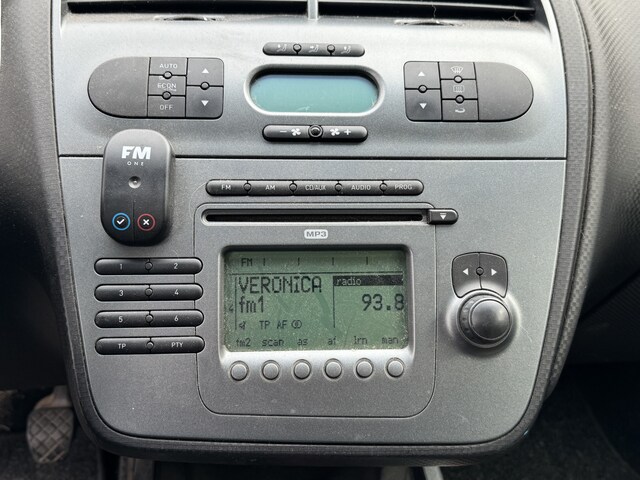 AUTO
ECON
OFF
FM
ONE
FM AM CD/AUX AUDIO PROG
MP3
1 2
3 4
5 6
TP PTY
FM
VERONICA radio
fm1 93.8
TP AF
fm2 scan as af lrn man